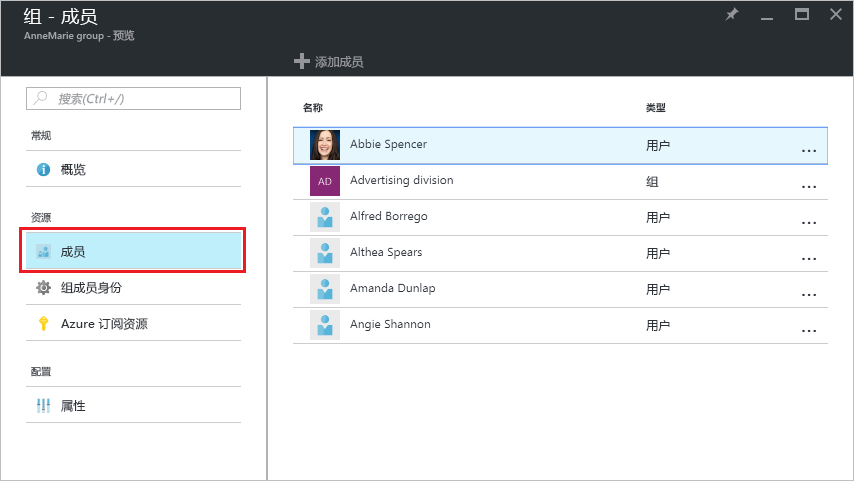 组 - 成员
AnneMarie group - 预览
添加成员
搜索(Ctrl+/)
常规
概览
资源
成员
组成员身份
Azure 订阅资源
配置
属性
名称 类型
Abbie Spencer 用户 ...
AD Advertising division 组 ...
Alfred Borrego 用户 ...
Althea Spears 用户 ...
Amanda Dunlap 用户 ...
Angie Shannon 用户 ...